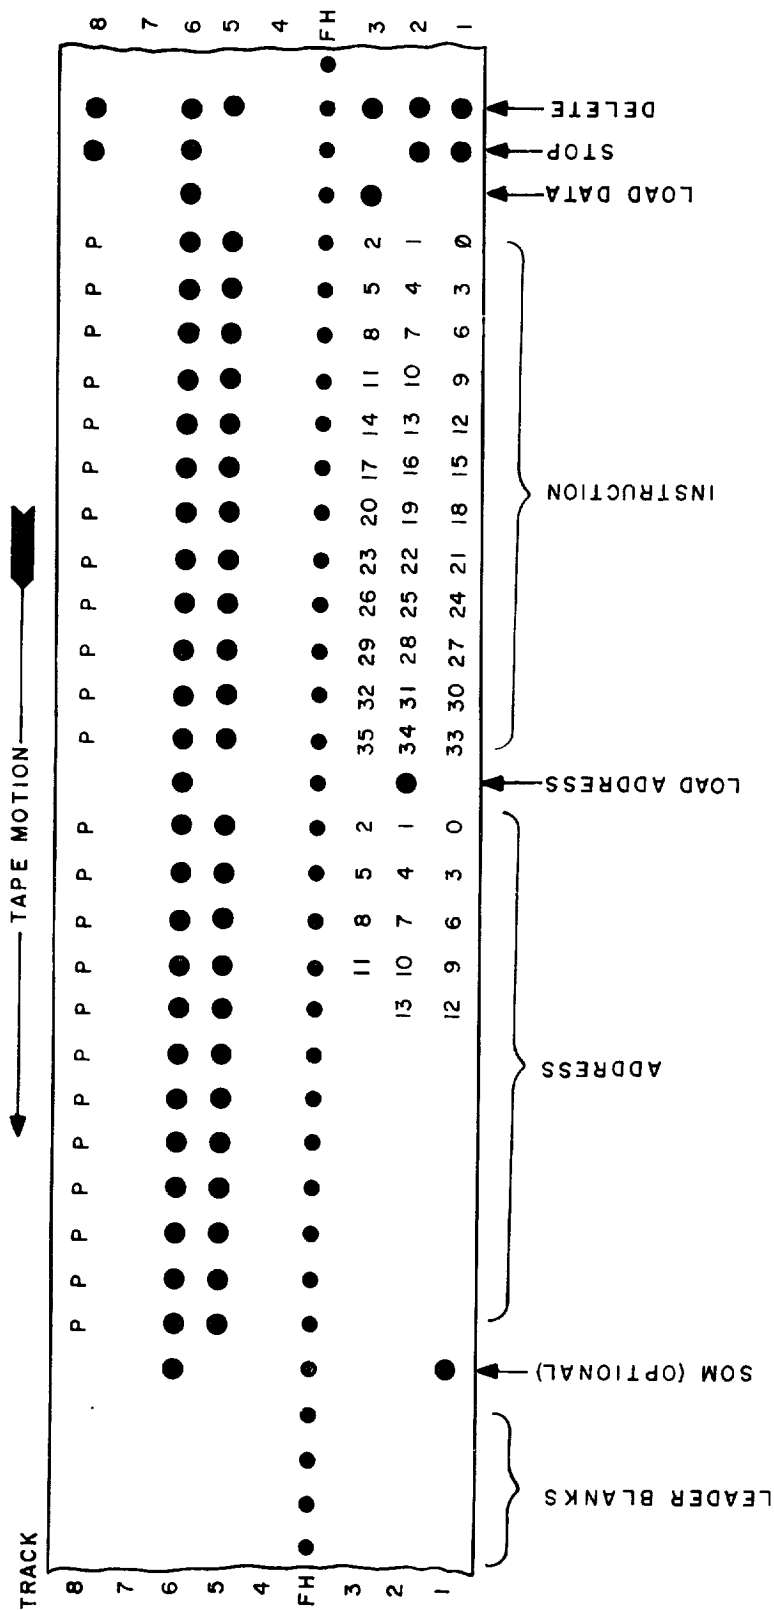 TAPE MOTION
TRACK
8 P P P P P P P P P P P P P P P P P P P P P P P P 8
7 7
6 6
5 5
4 4
FH FH
3 11 8 5 2 35 32 29 26 23 20 17 14 11 8 5 2 3
2 13 10 7 4 1 34 31 28 25 22 19 16 13 10 7 4 1 2
1 12 9 6 3 0 33 30 27 24 21 18 15 12 9 6 3 Ø 1
LEADER BLANKS
SOM (OPTIONAL)
ADDRESS
LOAD ADDRESS
INSTRUCTION
LOAD DATA
STOP
DELETE